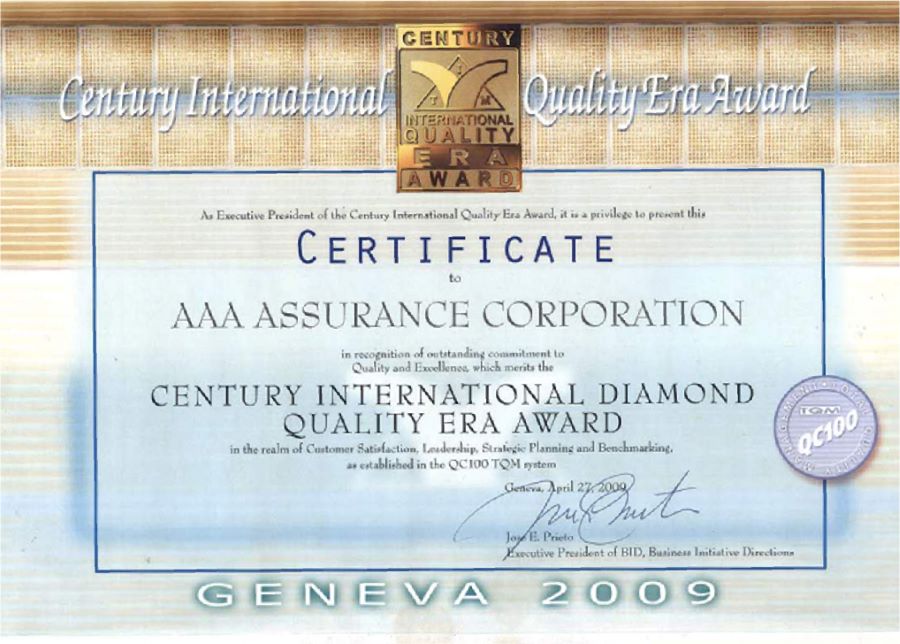 CENTURY
Century International Quality Era Award
INTERNATIONAL
QUALITY
ERA
AWARD
As Executive President of the Century International Quality Era Award, it is a privilege to present this
CERTIFICATE
to
AAA ASSURANCE CORPORATION
in recognition of outstanding commitment to
Quality and Excellence, which merits the
CENTURY INTERNATIONAL DIAMOND
QUALITY ERA AWARD
in the realm of Customer Satisfaction, Leadership, Strategic Planning and Benchmarking,
as established in the QC100 TQM system
TQM
QC100
Geneva, April 27, 2009
Jose E. Prieto
Executive President of BID, Business Initiative Directions
GENEVA 2009